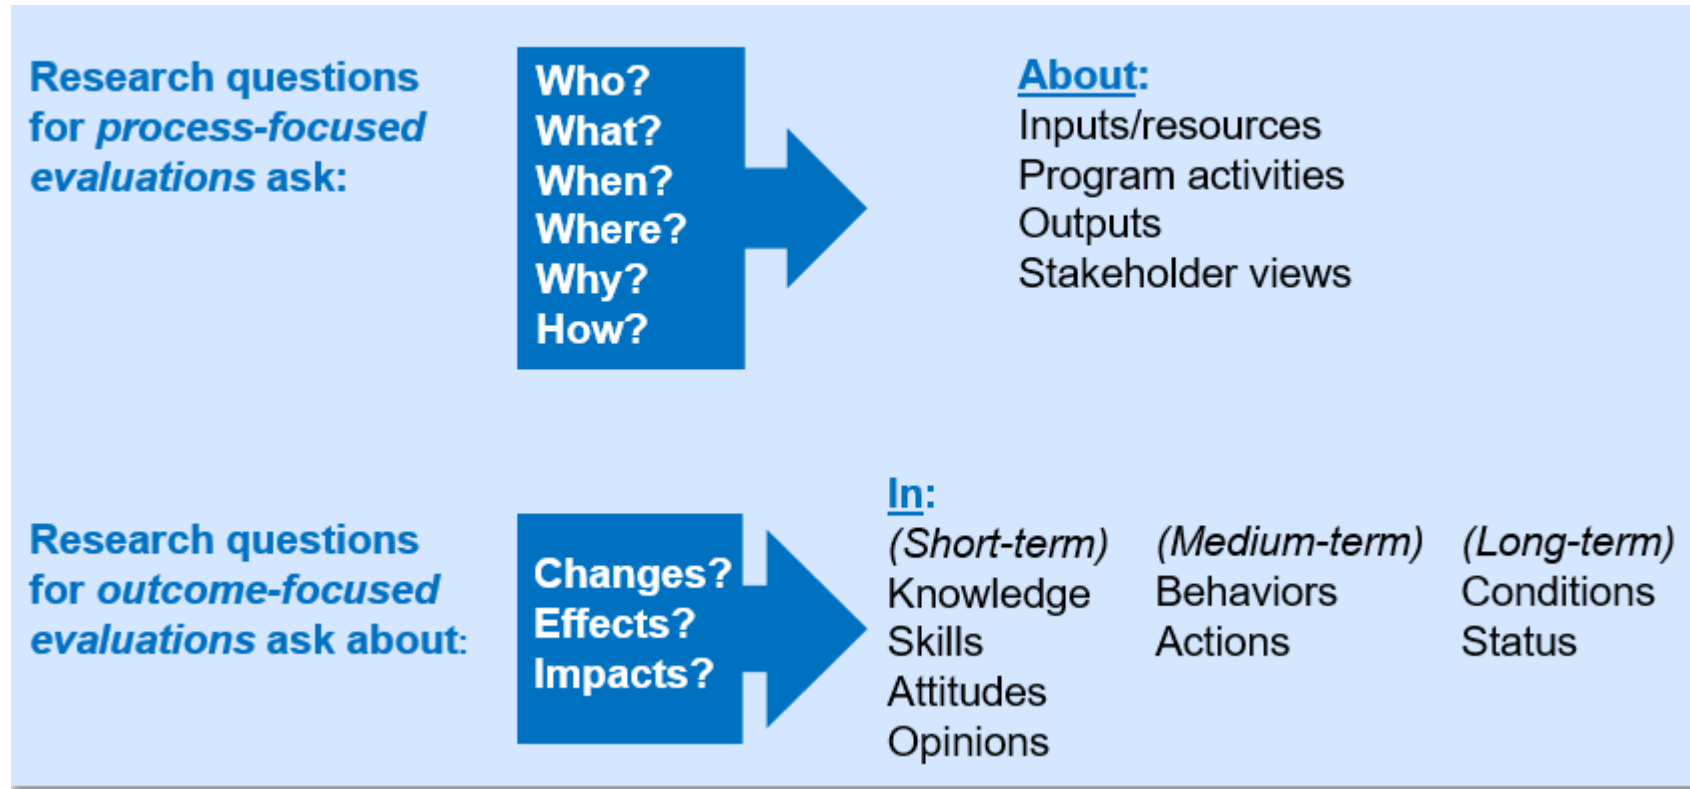 Research questions
for process-focused
evaluations ask:
Who?
What?
When?
Where?
Why?
How?
About:
Inputs/resources
Program activities
Outputs
Stakeholder views
Research questions
for outcome-focused
evaluations ask about:
Changes?
Effects?
Impacts?
In:
(Short-term)
Knowledge
Skills
Attitudes
Opinions
(Medium-term)
Behaviors
Actions
(Long-term)
Conditions
Status